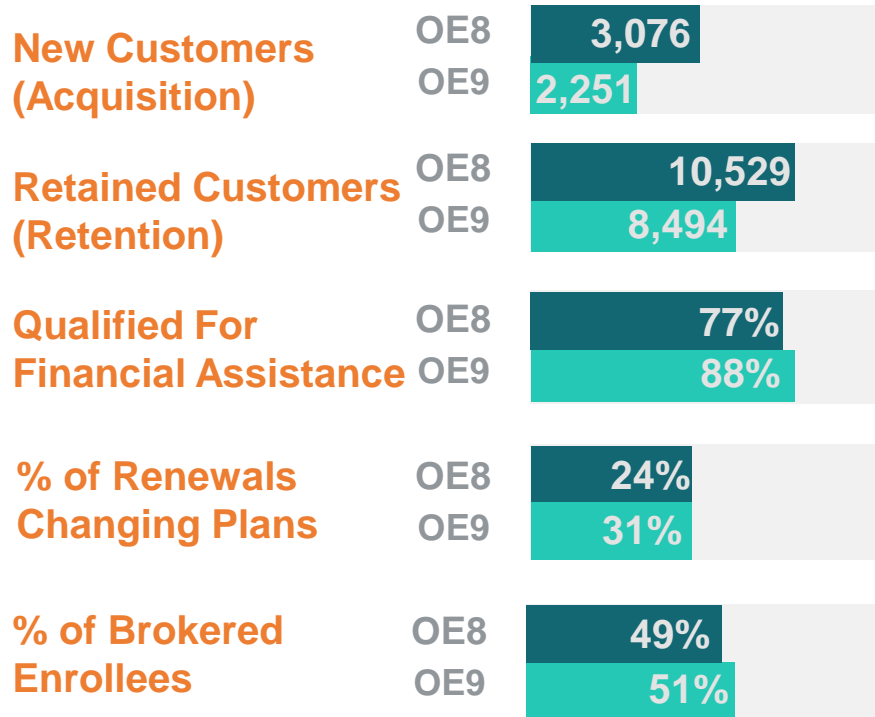 New Customers
(Acquisition)
OE8
3,076
OE9
2,251
Retained Customers
(Retention)
OE8
10,529
OE9
8,494
Qualified For
Financial Assistance
OE8
77%
OE9
88%
% of Renewals
Changing Plans
OE8
24%
OE9
31%
% of Brokered
Enrollees
OE8
49%
OE9
51%